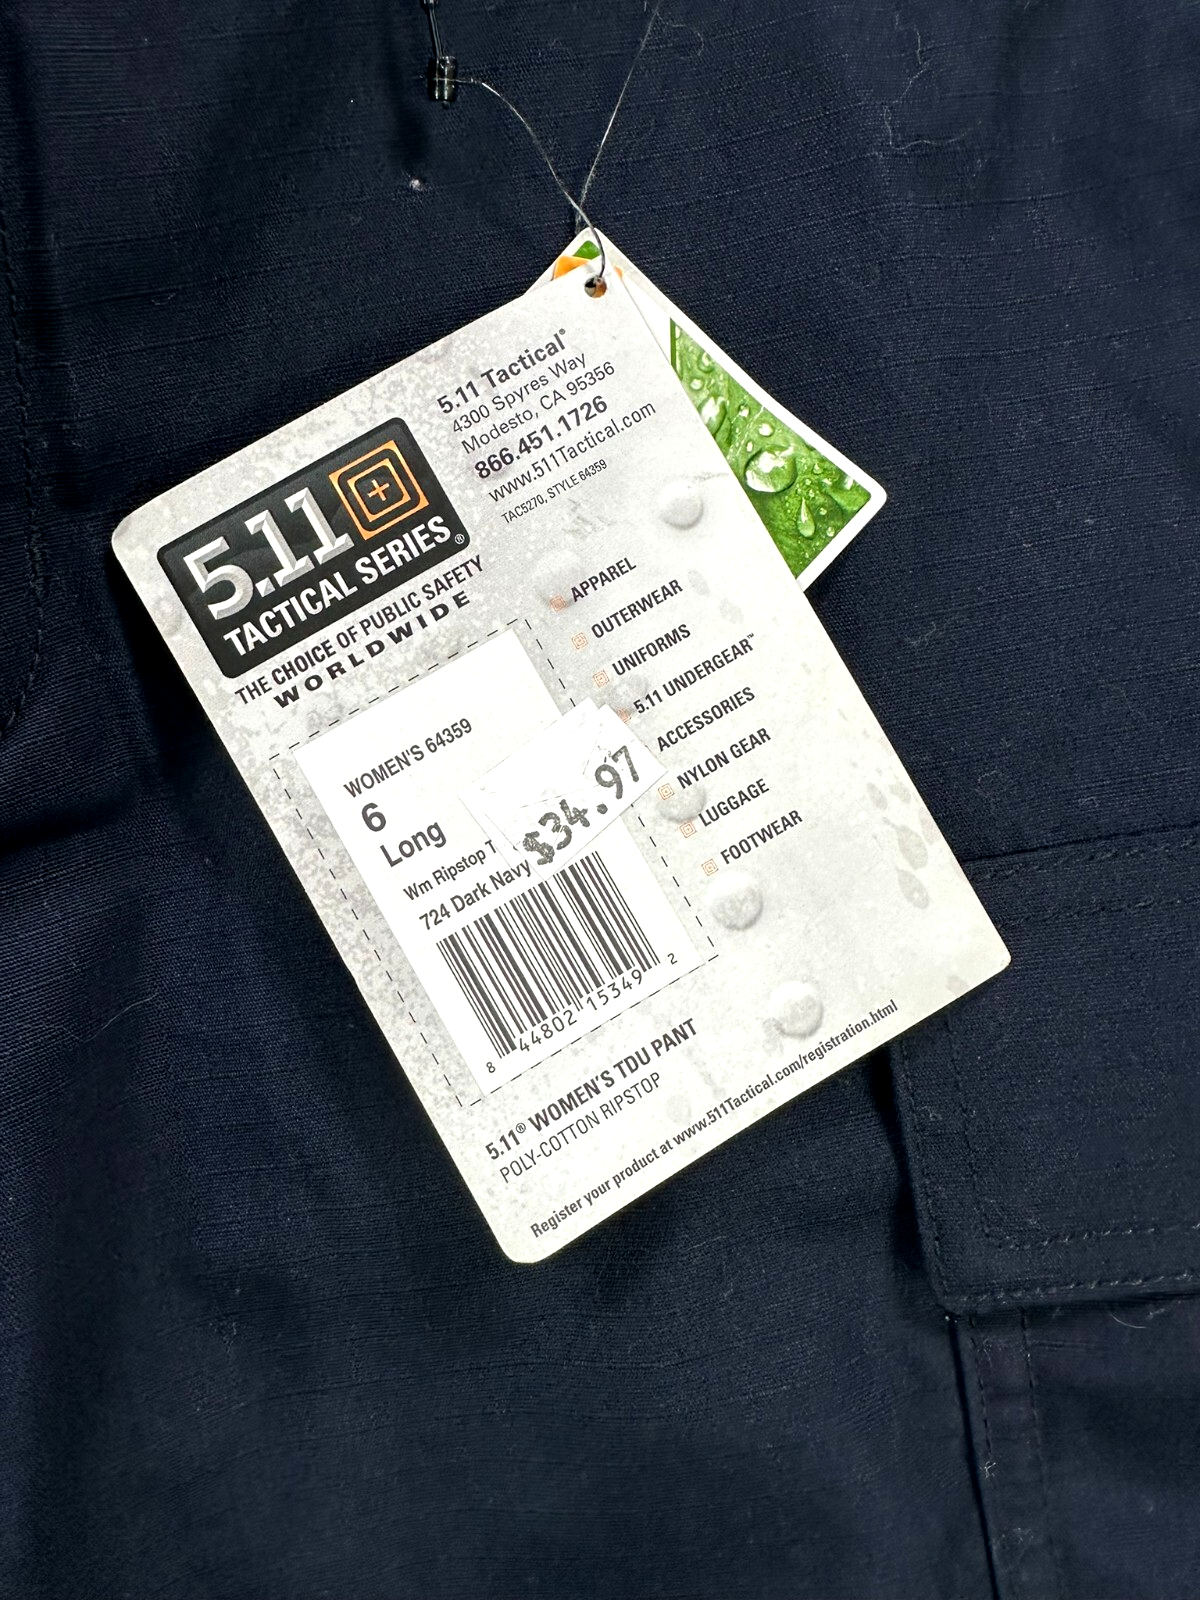 5.11 Tactical®
4300 Spyres Way
Modesto, CA 95356
866.451.1726
www.511Tactical.com
TAC5270, STYLE 64359
5.11
TACTICAL SERIES®
THE CHOICE OF PUBLIC SAFETY
WORLDWIDE
APPAREL
OUTERWEAR
UNIFORMS
5.11 UNDERGEAR™
ACCESSORIES
NYLON GEAR
LUGGAGE
FOOTWEAR
WOMEN'S 64359
6
Long
Wm Ripstop T
724 Dark Navy
$34.97
8 44802 15349 2
5.11® WOMEN'S TDU PANT
POLY-COTTON RIPSTOP
Register your product at www.511Tactical.com/registration.html